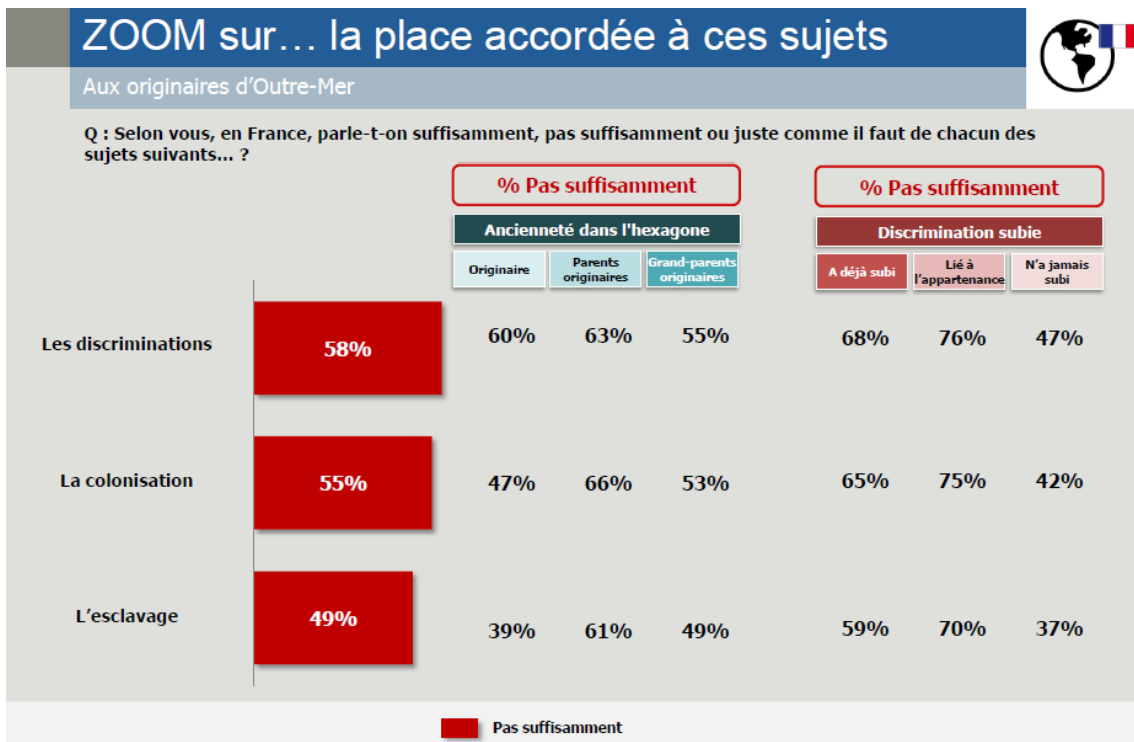 ZOOM sur… la place accordée à ces sujets
Aux originaires d'Outre-Mer
Q : Selon vous, en France, parle-t-on suffisamment, pas suffisamment ou juste comme il faut de chacun des
sujets suivants... ?
% Pas suffisamment
% Pas suffisamment
Ancienneté dans l'hexagone
Discrimination subie
Originaire
Parents
originaires
Grand-parents
originaires
A déjà subi
Lié à
l'appartenance
N'a jamais
subi
Les discriminations
58%
60%
63%
55%
68%
76%
47%
La colonisation
55%
47%
66%
53%
65%
75%
42%
L'esclavage
49%
39%
61%
49%
59%
70%
37%
Pas suffisamment